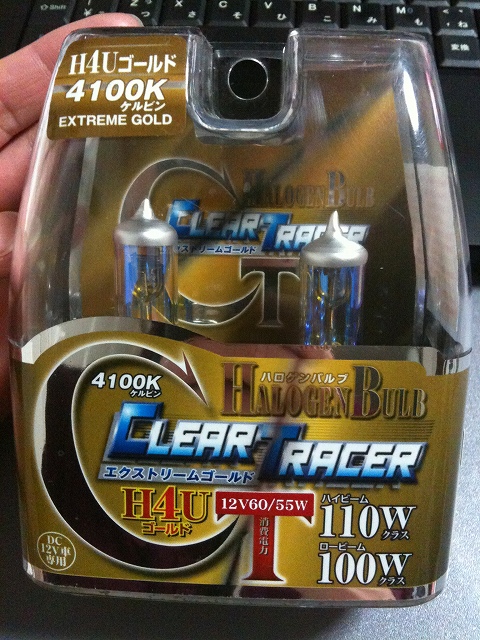 H4Uゴールド
4100K
ケルビン
EXTREME GOLD
HALOGEN BULB
CLEAR TRACER
エクストリームゴールド
CT
4100K
ケルビン
ハロゲンバルブ
HALOGEN BULB
CLEAR TRACER
エクストリームゴールド
H4U
ゴールド
12V60/55W
消費電力
ハイビーム
110W
クラス
ロービーム
100W
クラス
DC
12V車
専用